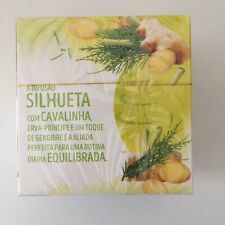 A INFUSÃO
SILHUETA
COM CAVALINHA,
ERVA-PRÍNCIPE E UM TOQUE
DE GENGIBRE É A ALIADA
PERFEITA PARA UMA ROTINA
DIÁRIA EQUILIBRADA.